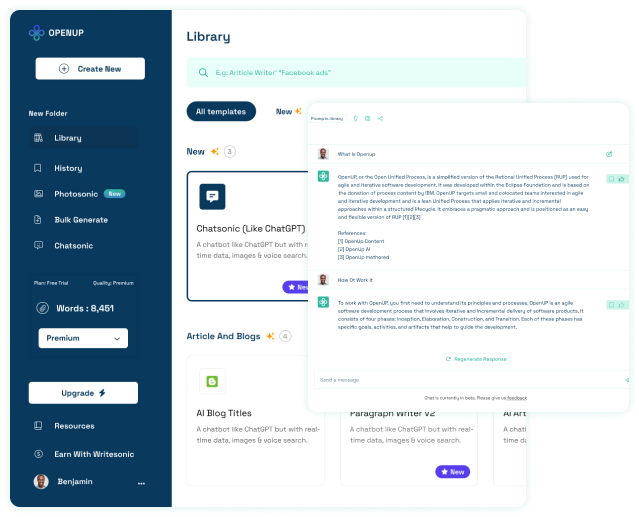 OPENUP
Create New
New Folder
Library
History
Photosonic New
Bulk Generate
Chatsonic
Plan: Free Trial Quality: Premium
Words : 8,451
Premium
Upgrade
Resources
Earn With Writesonic
Benjamin ...
Library
E.g: Ariticle Writer' "Facebook ads"
All templates
New
New 3
Chatsonic (Like ChatGPT)
A chatbot like ChatGPT but with
time data, images & voice search.
New
Article And Blogs 4
AI Blog Titles
A chatbot like ChatGPT but with real-
time data, images & voice search.
Paragraph Writer V2
A chatbot like ChatGPT but with real-
time data, images & voice search.
New
AI Art
A chatl
time d
Prompts library
What Is Openup
OpenUP, or the Open Unified Process, is a simplified version of the Rational Unified Process (RUP) used for
agile and iterative software development. It was developed within the Eclipse Foundation and is based on
the donation of process content by IBM. OpenUP targets small and colocated teams interested in agile
and iterative development and is a lean Unified Process that applies iterative and incremental
approaches within a structured lifecycle. It embraces a pragmatic approach and is positioned as an easy
and flexible version of RUP [1][2][3]
References:
[1] OpenUp Content
[2] OpenUp AI
[3] OpenUp methored
How Dt Work it
To work with OpenUP, you first need to understand its principles and processes. OpenUP is an agile
software development process that involves iterative and incremental delivery of software products. It
consists of four phases: Inception, Elaboration, Construction, and Transition. Each of these phases has
specific goals, activities, and artifacts that help to guide the development.
Regenerate Response
Send a message
Chat is currently in beta. Please give us feedback